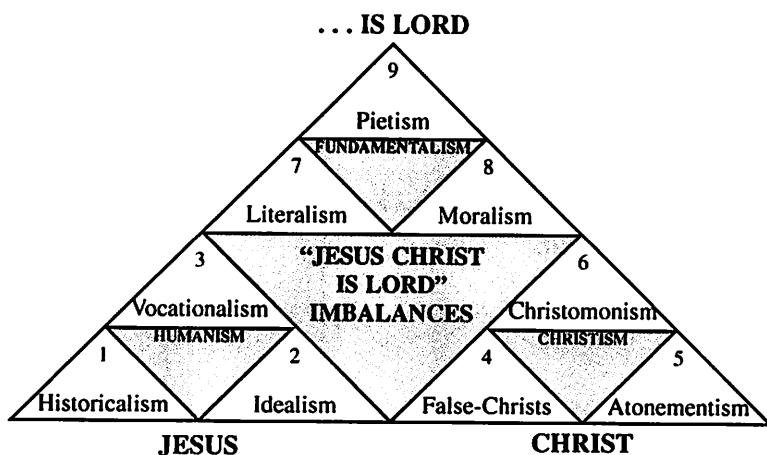 . . . IS LORD
9
Pietism
FUNDAMENTALISM
7
8
Literalism
Moralism
3
"JESUS CHRIST
IS LORD"
IMBALANCES
6
Vocationalism
Christomonism
HUMANISM
CHRISTISM
1
2
4
5
Historicalism
Idealism
False-Christs
Atonementism
JESUS
CHRIST